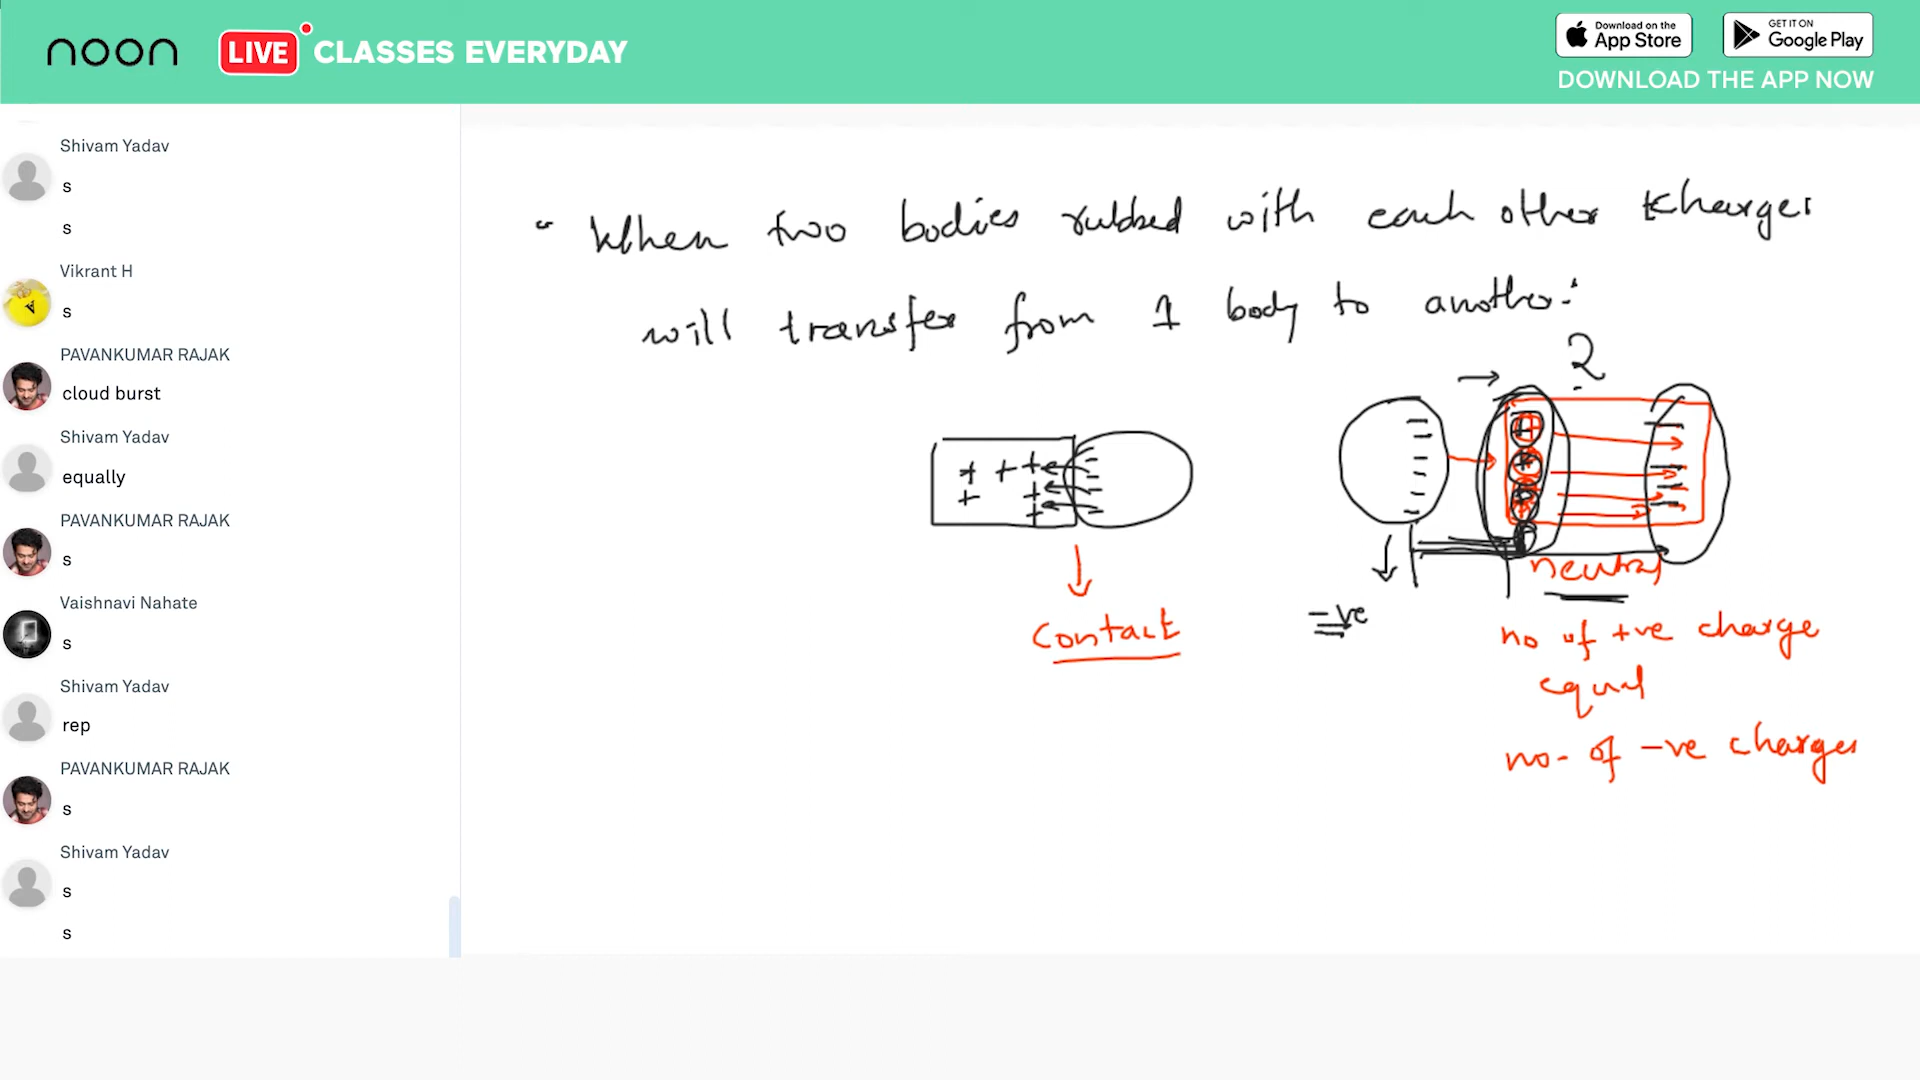 noon LIVE CLASSES EVERYDAY
Download on the App Store
GET IT ON Google Play
DOWNLOAD THE APP NOW
Shivam Yadav
s
s
Vikrant H
s
PAVANKUMAR RAJAK
cloud burst
Shivam Yadav
equally
PAVANKUMAR RAJAK
s
Vaishnavi Nahate
s
Shivam Yadav
rep
PAVANKUMAR RAJAK
s
Shivam Yadav
s
s
" When two bodies rubbed with each other charges
will transfer from 1 body to another."
?
+ + +
+ +
+
contact
-ve
neutral
no of +ve charge
equal
no. of -ve charges